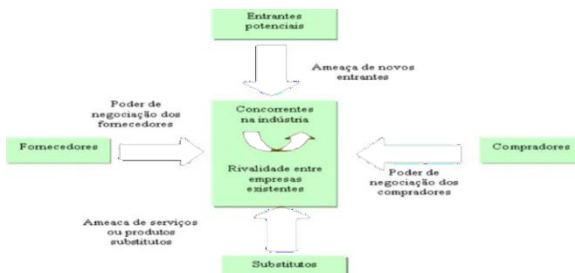 Entrantes
potenciais
Ameaça de novos
entrantes
Poder de
negociação dos
fornecedores
Concorrentes
na indústria
Fornecedores
Compradores
Rivalidade entre
empresas
existentes
Poder de
negociação dos
compradores
Ameaca de serviços
ou produtos
substitutos
Substitutos